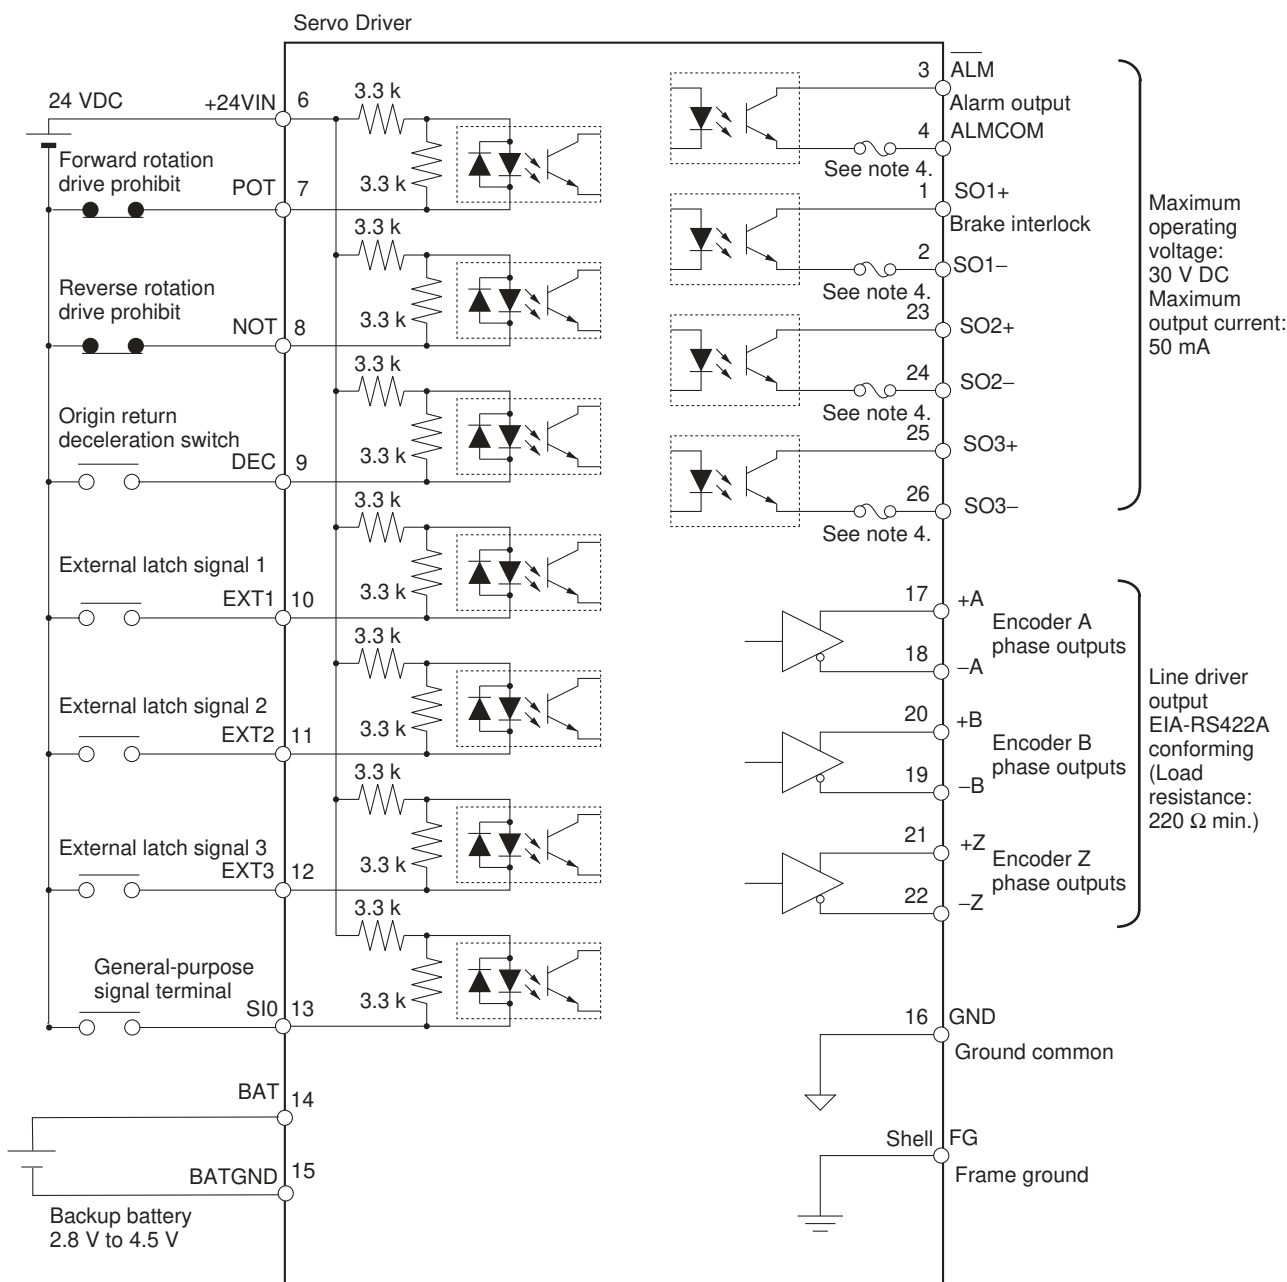 Servo Driver
24 VDC
+24VIN
6
3.3 k
3.3 k
Forward rotation
drive prohibit
POT
7
3.3 k
3.3 k
Reverse rotation
drive prohibit
NOT
8
3.3 k
3.3 k
Origin return
deceleration switch
DEC
9
3.3 k
3.3 k
External latch signal 1
EXT1
10
3.3 k
3.3 k
External latch signal 2
EXT2
11
3.3 k
3.3 k
External latch signal 3
EXT3
12
3.3 k
3.3 k
General-purpose
signal terminal
SI0
13
BAT
14
BATGND
15
Backup battery
2.8 V to 4.5 V
3
ALM
Alarm output
4
ALMCOM
See note 4.
1
SO1+
Brake interlock
2
SO1−
See note 4.
23
SO2+
24
SO2−
See note 4.
25
SO3+
26
SO3−
See note 4.
Maximum
operating
voltage:
30 V DC
Maximum
output current:
50 mA
17
+A
Encoder A
phase outputs
18
−A
20
+B
Encoder B
phase outputs
19
−B
21
+Z
Encoder Z
phase outputs
22
−Z
Line driver
output
EIA-RS422A
conforming
(Load
resistance:
220 Ω min.)
16
GND
Ground common
Shell
FG
Frame ground